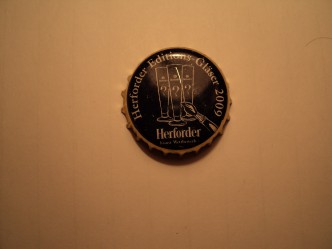 Herforder Editions-Gläser 2009
? ? ?
Herforder